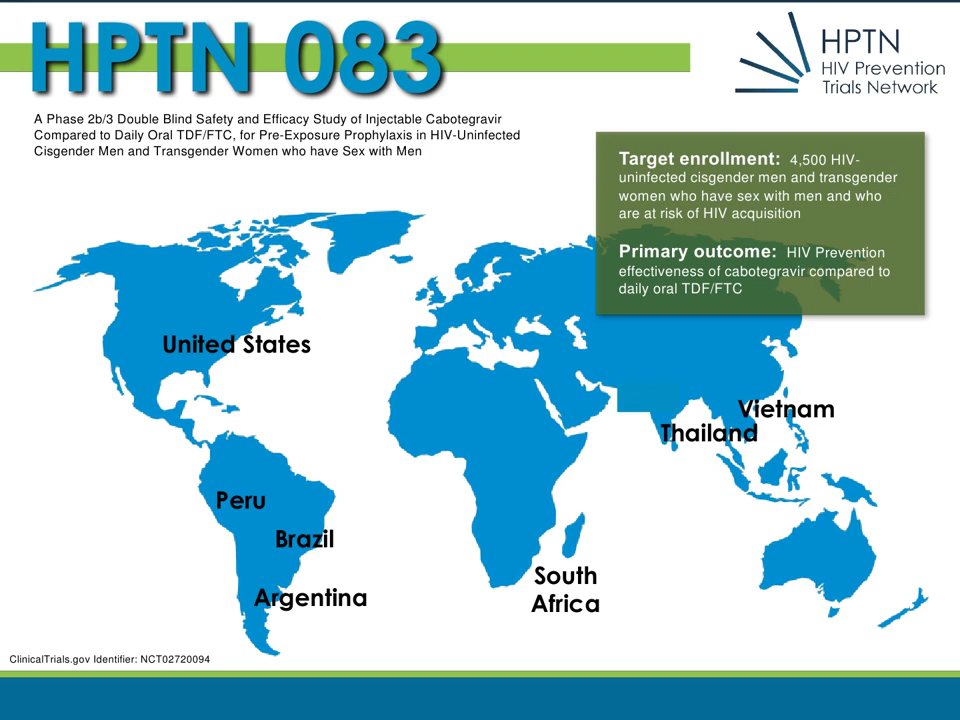 HPTN 083
HPTN
HIV Prevention
Trials Network
A Phase 2b/3 Double Blind Safety and Efficacy Study of Injectable Cabotegravir
Compared to Daily Oral TDF/FTC, for Pre-Exposure Prophylaxis in HIV-Uninfected
Cisgender Men and Transgender Women who have Sex with Men
Target enrollment: 4,500 HIV-
uninfected cisgender men and transgender
women who have sex with men and who
are at risk of HIV acquisition
Primary outcome: HIV Prevention
effectiveness of cabotegravir compared to
daily oral TDF/FTC
United States
Vietnam
Thailand
Peru
Brazil
South
Africa
Argentina
ClinicalTrials.gov Identifier: NCT02720094